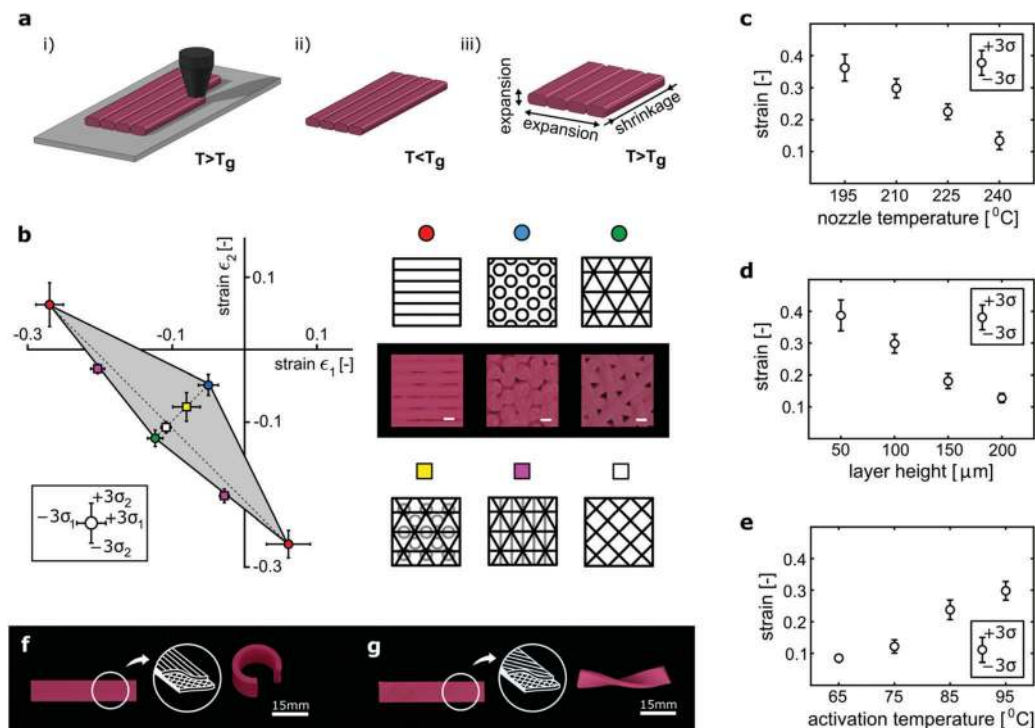 a
i)
ii)
iii)
T>Tg
T<Tg
T>Tg
expansion
expansion
shrinkage
b
strain ϵ2 [-]
0.1
-0.3
-0.1
0.1
strain ϵ1 [-]
-0.1
-0.3
+3σ2
-3σ1
+3σ1
-3σ2
c
strain [-]
0.4
0.3
0.2
0.1
+3σ
-3σ
195
210
225
240
nozzle temperature [ 0C]
d
strain [-]
0.4
0.3
0.2
0.1
+3σ
-3σ
50
100
150
200
layer height [ μm]
e
strain [-]
0.4
0.3
0.2
0.1
+3σ
-3σ
65
75
85
95
activation temperature [ 0C]
f
15mm
g
15mm